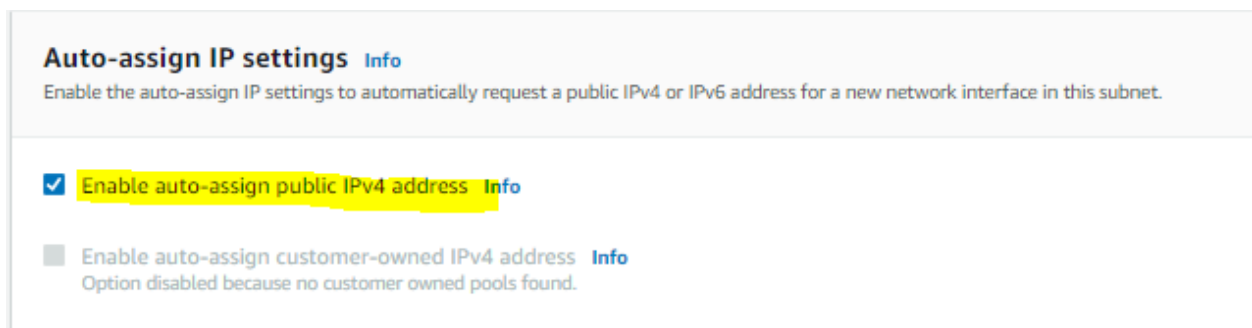 Auto-assign IP settings Info
Enable the auto-assign IP settings to automatically request a public IPv4 or IPv6 address for a new network interface in this subnet.
Enable auto-assign public IPv4 address Info
Enable auto-assign customer-owned IPv4 address Info
Option disabled because no customer owned pools found.